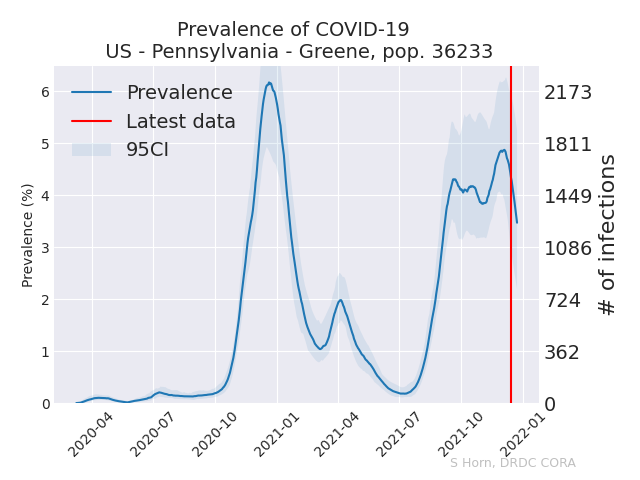 Prevalence of COVID-19
US - Pennsylvania - Greene, pop. 36233
Prevalence
Latest data
95CI
Prevalence (%)
6
5
4
3
2
1
0
2173
1811
1449
1086
724
362
0
# of infections
2020-04
2020-07
2020-10
2021-01
2021-04
2021-07
2021-10
2022-01
S Horn, DRDC CORA